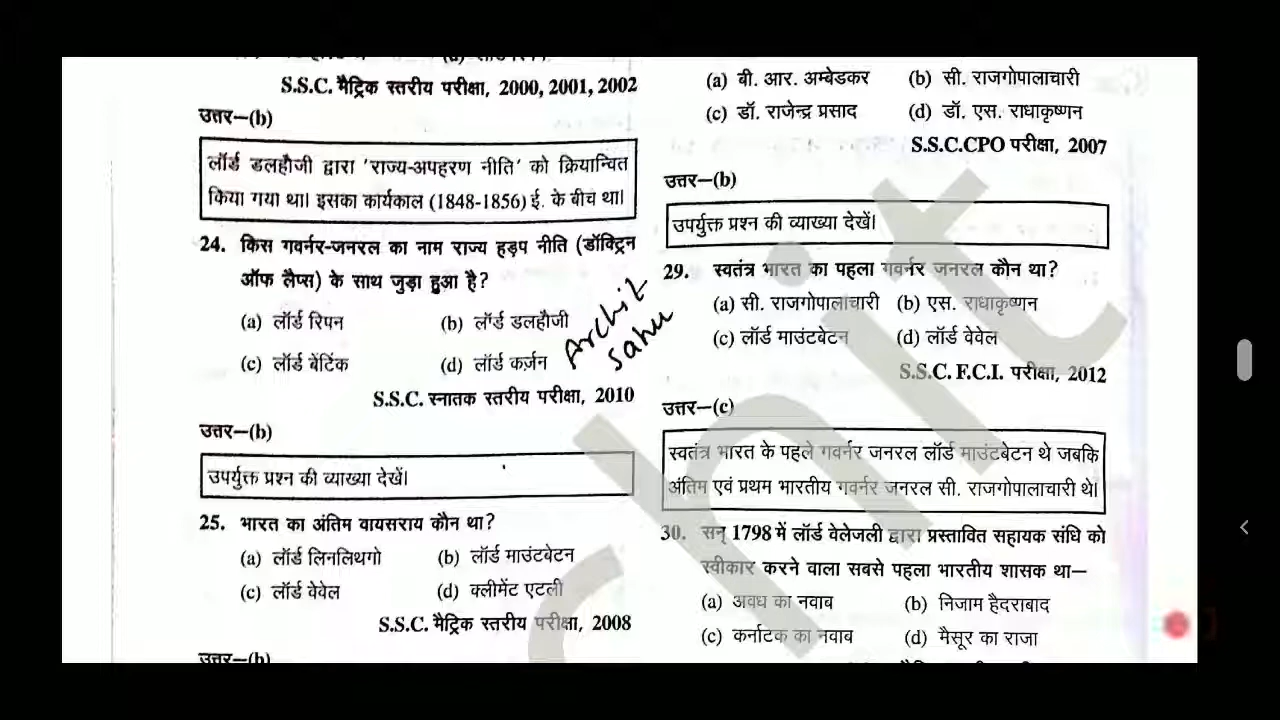 S.S.C. मैट्रिक स्तरीय परीक्षा, 2000, 2001, 2002
उत्तर–(b)
लॉर्ड डलहौजी द्वारा 'राज्य-अपहरण नीति' को क्रियान्वित
किया गया था। इसका कार्यकाल (1848-1856) ई. के बीच था।
24. किस गवर्नर-जनरल का नाम राज्य हड़प नीति (डॉक्ट्रिन
ऑफ लैप्स) के साथ जुड़ा हुआ है?
(a) लॉर्ड रिपन (b) लॉर्ड डलहौजी
(c) लॉर्ड बेंटिंक (d) लॉर्ड कर्ज़न
Archit
Sahu
S.S.C. स्नातक स्तरीय परीक्षा, 2010
उत्तर–(b)
उपर्युक्त प्रश्न की व्याख्या देखें।
25. भारत का अंतिम वायसराय कौन था?
(a) लॉर्ड लिनलिथगो (b) लॉर्ड माउंटबेटन
(c) लॉर्ड वेवेल (d) क्लीमेंट एटली
S.S.C. मैट्रिक स्तरीय परीक्षा, 2008
उत्तर–(b)
(a) बी. आर. अम्बेडकर (b) सी. राजगोपालाचारी
(c) डॉ. राजेन्द्र प्रसाद (d) डॉ. एस. राधाकृष्णन
S.S.C.CPO परीक्षा, 2007
उत्तर–(b)
उपर्युक्त प्रश्न की व्याख्या देखें।
29. स्वतंत्र भारत का पहला गवर्नर जनरल कौन था?
(a) सी. राजगोपालाचारी (b) एस. राधाकृष्णन
(c) लॉर्ड माउंटबेटन (d) लॉर्ड वेवेल
S.S.C. F.C.I. परीक्षा, 2012
उत्तर–(c)
स्वतंत्र भारत के पहले गवर्नर जनरल लॉर्ड माउंटबेटन थे जबकि
अंतिम एवं प्रथम भारतीय गवर्नर जनरल सी. राजगोपालाचारी थे।
30. सन् 1798 में लॉर्ड वेलेजली द्वारा प्रस्तावित सहायक संधि को
स्वीकार करने वाला सबसे पहला भारतीय शासक था–
(a) अवध का नवाब (b) निजाम हैदराबाद
(c) कर्नाटक का नवाब (d) मैसूर का राजा
chit